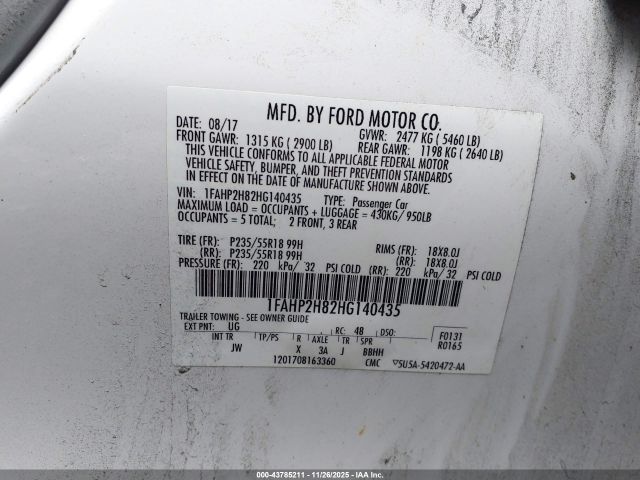 MFD. BY FORD MOTOR CO.
DATE: 08/17 GVWR: 2477 KG ( 5460 LB)
FRONT GAWR: 1315 KG ( 2900 LB) REAR GAWR: 1198 KG ( 2640 LB)
THIS VEHICLE CONFORMS TO ALL APPLICABLE FEDERAL MOTOR
VEHICLE SAFETY, BUMPER, AND THEFT PREVENTION STANDARDS
IN EFFECT ON THE DATE OF MANUFACTURE SHOWN ABOVE.
VIN: 1FAHP2H82HG140435 TYPE: Passenger Car
MAXIMUM LOAD = OCCUPANTS + LUGGAGE = 430KG/ 950LB
OCCUPANTS = 5 TOTAL; 2 FRONT, 3 REAR
TIRE (FR): P235/55R18 99H RIMS (FR): 18X8.0J
(RR): P235/55R18 99H (RR): 18X8.0J
PRESSURE (FR): 220 kPa/ 32 PSI COLD (RR): 220 kPa/ 32 PSI COLD
1FAHP2H82HG140435
TRAILER TOWING - SEE OWNER GUIDE
EXT PNT: UG RC: 48 DSO: F0131
INT TR TP/PS R AXLE TR SPR R0165
JW X 3A J BBHH
1201708163360 CMC ▽5U5A-5420472-AA
000-43785211 - 11/26/2025 - IAAI.COM